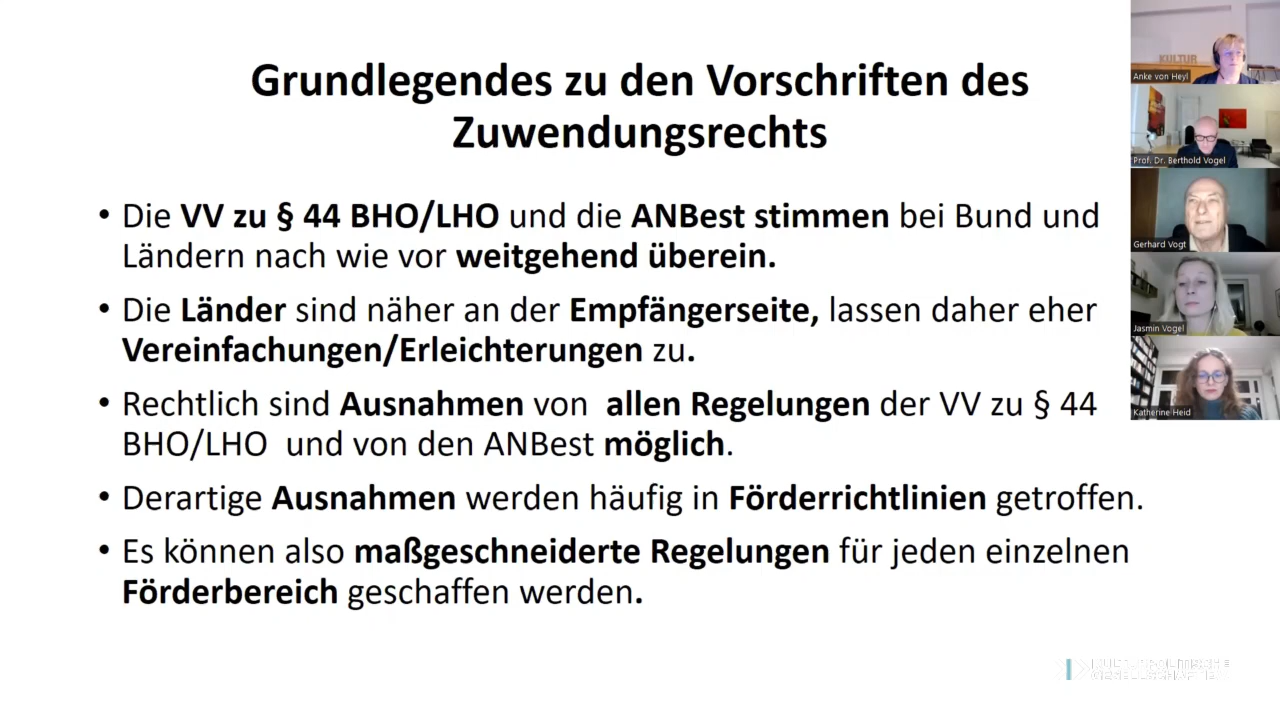 Grundlegendes zu den Vorschriften des
Zuwendungsrechts
• Die VV zu § 44 BHO/LHO und die ANBest stimmen bei Bund und
Ländern nach wie vor weitgehend überein.
• Die Länder sind näher an der Empfängerseite, lassen daher eher
Vereinfachungen/Erleichterungen zu.
• Rechtlich sind Ausnahmen von allen Regelungen der VV zu § 44
BHO/LHO und von den ANBest möglich.
• Derartige Ausnahmen werden häufig in Förderrichtlinien getroffen.
• Es können also maßgeschneiderte Regelungen für jeden einzelnen
Förderbereich geschaffen werden.
KULTUR
Anke von Heyl
Prof. Dr. Berthold Vogel
Gerhard Vogt
Jasmin Vogel
Katherine Heid
KULTURPOLITISCHE
GESELLSCHAFT